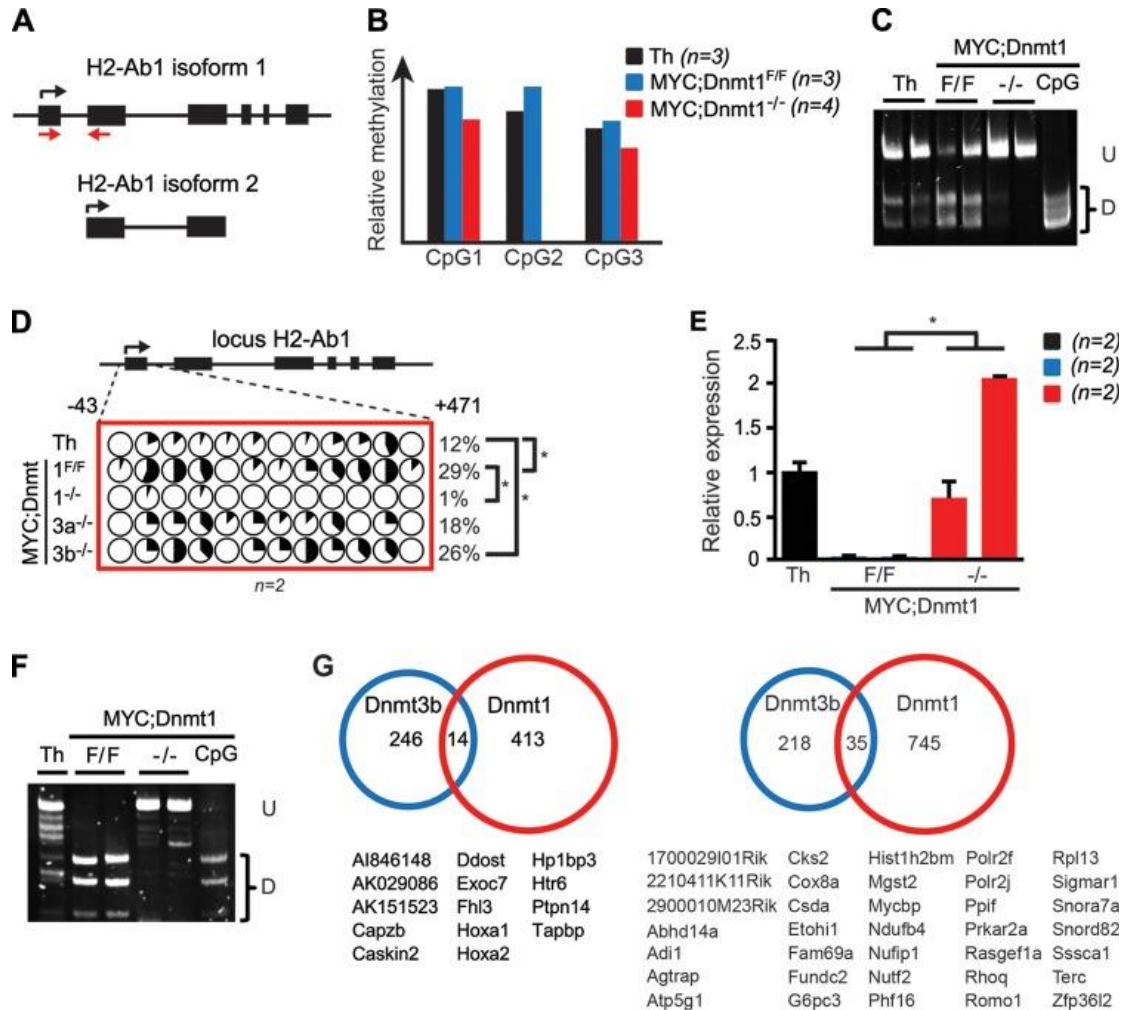 A
H2-Ab1 isoform 1
H2-Ab1 isoform 2
B
Relative methylation
Th (n=3)
MYC;Dnmt1F/F (n=3)
MYC;Dnmt1-/- (n=4)
CpG1 CpG2 CpG3
C
MYC;Dnmt1
Th F/F -/- CpG
U
D
D
locus H2-Ab1
-43 +471
MYC;Dnmt
Th 12%
1F/F 29%
1-/- 1%
3a-/- 18%
3b-/- 26%
*
*
*
n=2
E
Relative expression
2.5
2
1.5
1
0.5
0
*
(n=2)
(n=2)
(n=2)
Th F/F -/-
MYC;Dnmt1
F
MYC;Dnmt1
Th F/F -/- CpG
U
D
G
Dnmt3b Dnmt1
246 14 413
AI846148 Ddost Hp1bp3
AK029086 Exoc7 Htr6
AK151523 Fhl3 Ptpn14
Capzb Hoxa1 Tapbp
Caskin2 Hoxa2
Dnmt3b Dnmt1
218 35 745
1700029I01Rik Cks2 Hist1h2bm Polr2f Rpl13
2210411K11Rik Cox8a Mgst2 Polr2j Sigmar1
2900010M23Rik Csda Mycbp Ppif Snora7a
Abhd14a Etohi1 Ndufb4 Prkar2a Snord82
Adi1 Fam69a Nufip1 Rasgef1a Sssca1
Agtrap Fundc2 Nutf2 Rhoq Terc
Atp5g1 G6pc3 Phf16 Romo1 Zfp36l2